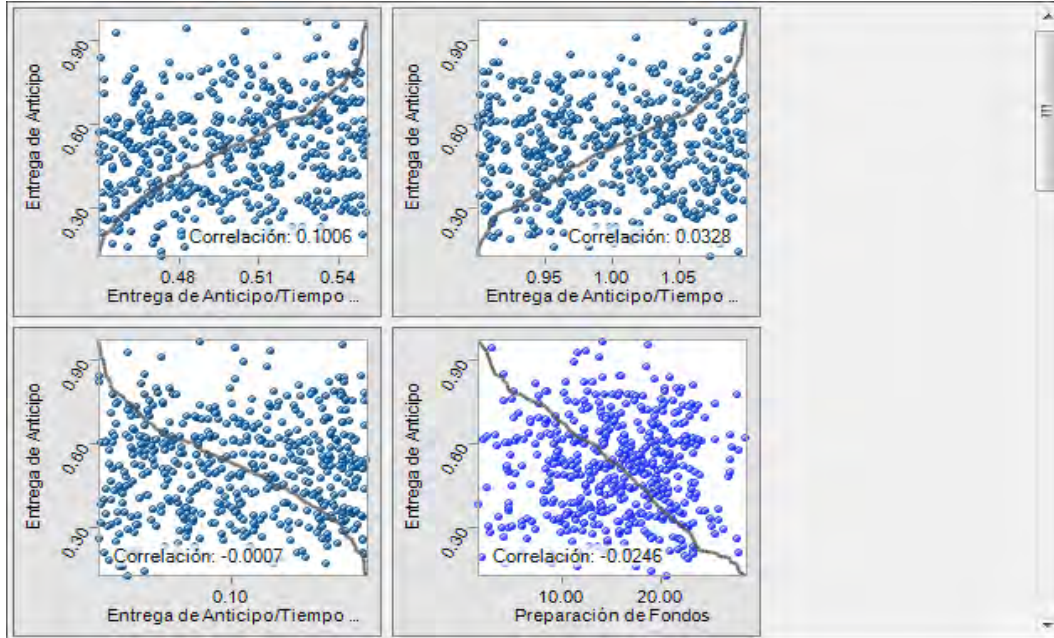 Entrega de Anticipo
0.90
0.60
0.30
Correlación: 0.1006
0.48 0.51 0.54
Entrega de Anticipo/Tiempo ...
Entrega de Anticipo
0.90
0.60
0.30
Correlación: 0.0328
0.95 1.00 1.05
Entrega de Anticipo/Tiempo ...
Entrega de Anticipo
0.90
0.60
0.30
Correlación: -0.0007
0.10
Entrega de Anticipo/Tiempo ...
Entrega de Anticipo
0.90
0.60
0.30
Correlación: -0.0246
10.00 20.00
Preparación de Fondos